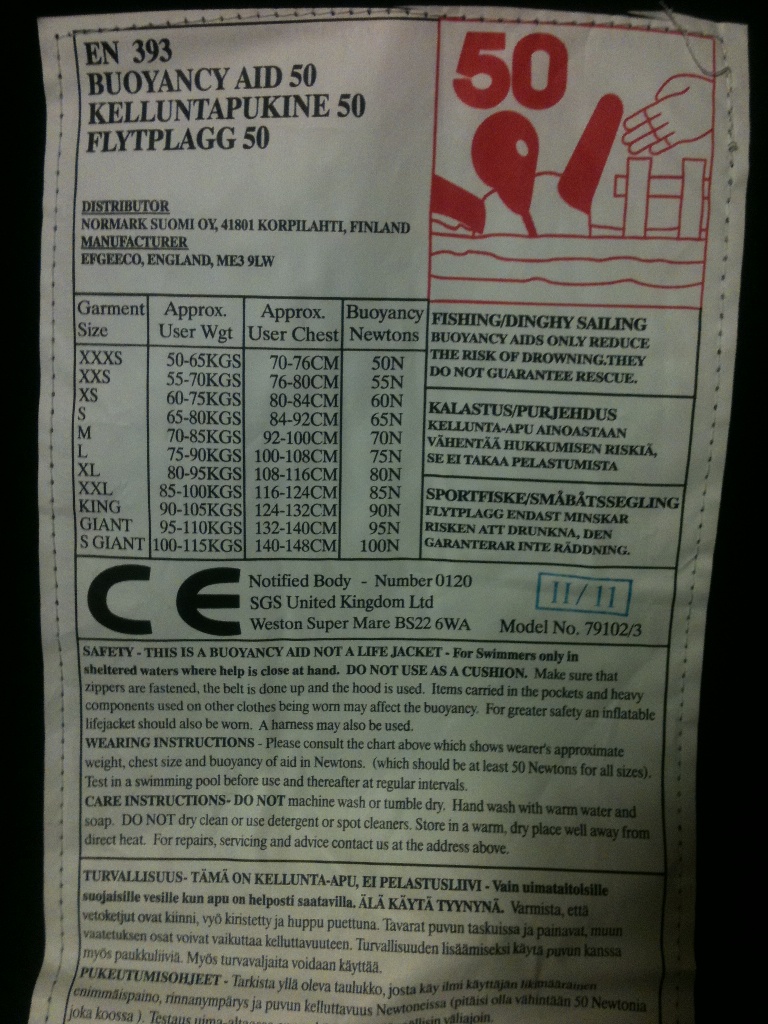 EN 393
BUOYANCY AID 50
KELLUNTAPUKINE 50
FLYTPLAGG 50
50
DISTRIBUTOR
NORMARK SUOMI OY, 41801 KORPILAHTI, FINLAND
MANUFACTURER
EFGEECO, ENGLAND, ME3 9LW
Garment Size Approx. User Wgt Approx. User Chest Buoyancy Newtons
XXXS 50-65KGS 70-76CM 50N
XXS 55-70KGS 76-80CM 55N
XS 60-75KGS 80-84CM 60N
S 65-80KGS 84-92CM 65N
M 70-85KGS 92-100CM 70N
L 75-90KGS 100-108CM 75N
XL 80-95KGS 108-116CM 80N
XXL 85-100KGS 116-124CM 85N
KING 90-105KGS 124-132CM 90N
GIANT 95-110KGS 132-140CM 95N
S GIANT 100-115KGS 140-148CM 100N
FISHING/DINGHY SAILING
BUOYANCY AIDS ONLY REDUCE
THE RISK OF DROWNING.THEY
DO NOT GUARANTEE RESCUE.
KALASTUS/PURJEHDUS
KELLUNTA-APU AINOASTAAN
VÄHENTÄÄ HUKKUMISEN RISKIÄ,
SE EI TAKAA PELASTUMISTA
SPORTFISKE/SMÅBÅTSSEGLING
FLYTPLAGG ENDAST MINSKAR
RISKEN ATT DRUNKNA, DEN
GARANTERAR INTE RÄDDNING.
CE
Notified Body - Number 0120
SGS United Kingdom Ltd
Weston Super Mare BS22 6WA
11/11
Model No. 79102/3
SAFETY - THIS IS A BUOYANCY AID NOT A LIFE JACKET - For Swimmers only in
sheltered waters where help is close at hand. DO NOT USE AS A CUSHION. Make sure that
zippers are fastened, the belt is done up and the hood is used. Items carried in the pockets and heavy
components used on other clothes being worn may affect the buoyancy. For greater safety an inflatable
lifejacket should also be worn. A harness may also be used.
WEARING INSTRUCTIONS - Please consult the chart above which shows wearer's approximate
weight, chest size and buoyancy of aid in Newtons. (which should be at least 50 Newtons for all sizes).
Test in a swimming pool before use and thereafter at regular intervals.
CARE INSTRUCTIONS- DO NOT machine wash or tumble dry. Hand wash with warm water and
soap. DO NOT dry clean or use detergent or spot cleaners. Store in a warm, dry place well away from
direct heat. For repairs, servicing and advice contact us at the address above.
TURVALLISUUS- TÄMÄ ON KELLUNTA-APU, EI PELASTUSLIIVI - Vain uimataitoisille
suojaisille vesille kun apu on helposti saatavilla. ÄLÄ KÄYTÄ TYYNYNÄ. Varmista, että
vetoketjut ovat kiinni, vyö kiristetty ja huppu puettuna. Tavarat puvun taskuissa ja painavat, muun
vaatetuksen osat voivat vaikuttaa kelluttavuuteen. Turvallisuuden lisäämiseksi käytä puvun kanssa
myös paukkuliiviä. Myös turvavaljaita voidaan käyttää.
PUKEUTUMISOHJEET - Tarkista yllä oleva taulukko, josta käy ilmi käyttäjän likimääräinen
enimmäispaino, rinnanympärys ja puvun kelluttavuus Newtoneissa (pitäisi olla vähintään 50 Newtonia
joka koossa ). Testaus